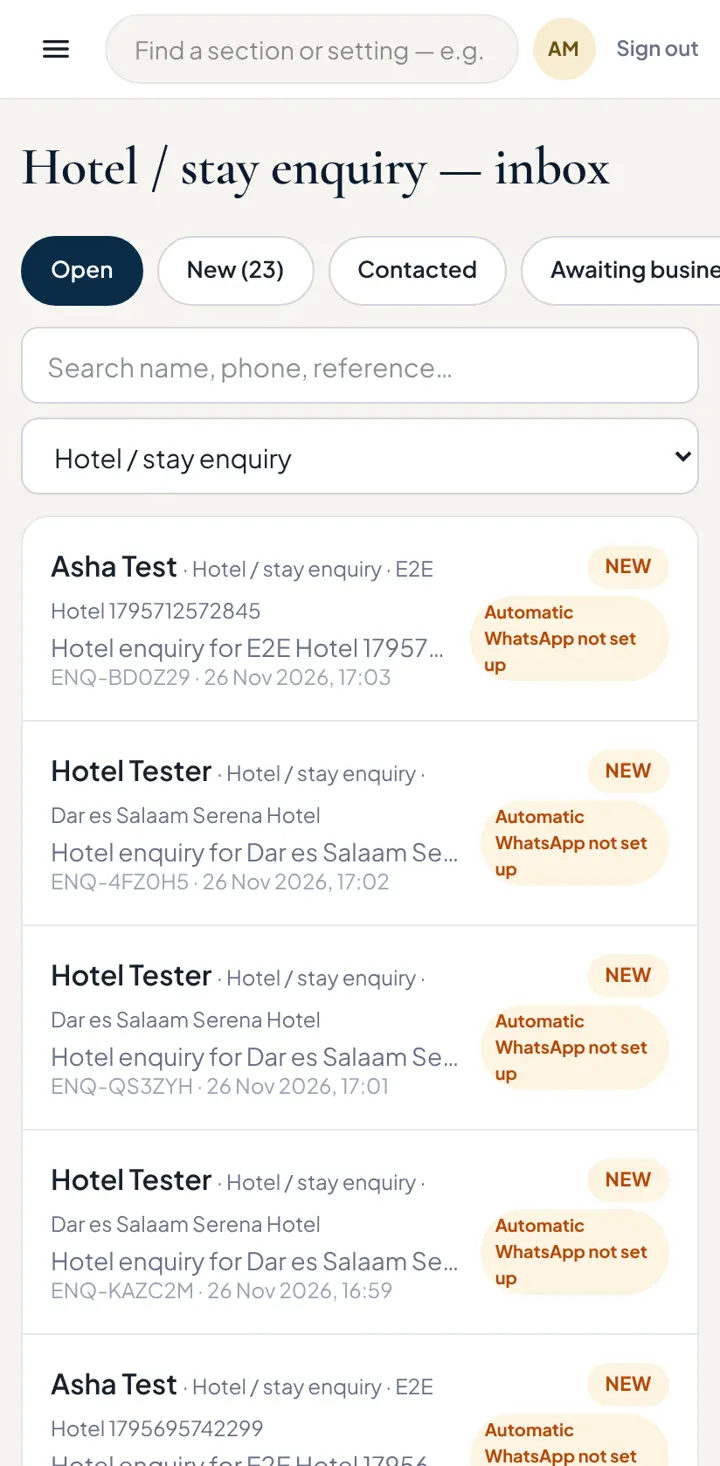 Find a section or setting — e.g.
AM
Sign out
Hotel / stay enquiry — inbox
Open
New (23)
Contacted
Awaiting busine
Search name, phone, reference…
Hotel / stay enquiry
Asha Test · Hotel / stay enquiry · E2E
Hotel 1795712572845
Hotel enquiry for E2E Hotel 17957…
ENQ-BD0Z29 · 26 Nov 2026, 17:03
NEW
Automatic
WhatsApp not set
up
Hotel Tester · Hotel / stay enquiry ·
Dar es Salaam Serena Hotel
Hotel enquiry for Dar es Salaam Se…
ENQ-4FZ0H5 · 26 Nov 2026, 17:02
NEW
Automatic
WhatsApp not set
up
Hotel Tester · Hotel / stay enquiry ·
Dar es Salaam Serena Hotel
Hotel enquiry for Dar es Salaam Se…
ENQ-QS3ZYH · 26 Nov 2026, 17:01
NEW
Automatic
WhatsApp not set
up
Hotel Tester · Hotel / stay enquiry ·
Dar es Salaam Serena Hotel
Hotel enquiry for Dar es Salaam Se…
ENQ-KAZC2M · 26 Nov 2026, 16:59
NEW
Automatic
WhatsApp not set
up
Asha Test · Hotel / stay enquiry · E2E
Hotel 1795695742299
Hotel enquiry for E2E Hotel 17956…
NEW
Automatic
WhatsApp not set